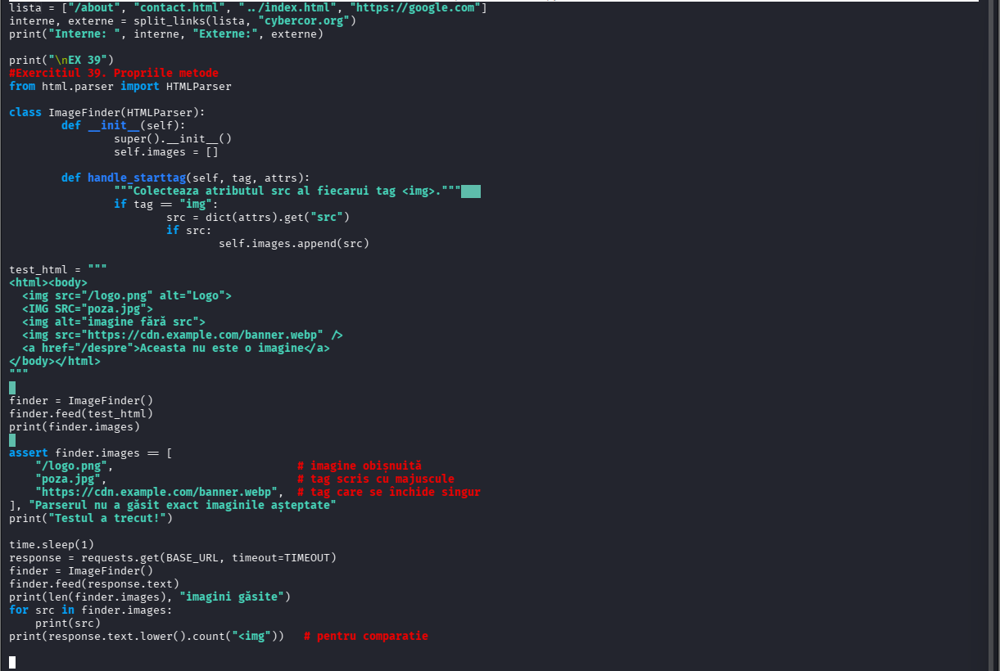 lista = ["/about", "contact.html", "../index.html", "https://google.com"]
interne, externe = split_links(lista, "cybercor.org")
print("Interne: ", interne, "Externe:", externe)

print("\nEX 39")
#Exercitiul 39. Propriile metode
from html.parser import HTMLParser

class ImageFinder(HTMLParser):
        def __init__(self):
                super().__init__()
                self.images = []

        def handle_starttag(self, tag, attrs):
                """Colecteaza atributul src al fiecarui tag <img>."""
                if tag == "img":
                        src = dict(attrs).get("src")
                        if src:
                                self.images.append(src)

test_html = """
<html><body>
  <img src="/logo.png" alt="Logo">
  <IMG SRC="poza.jpg">
  <img alt="imagine fără src">
  <img src="https://cdn.example.com/banner.webp" />
  <a href="/despre">Aceasta nu este o imagine</a>
</body></html>
"""

finder = ImageFinder()
finder.feed(test_html)
print(finder.images)

assert finder.images == [
    "/logo.png",                            # imagine obișnuită
    "poza.jpg",                             # tag scris cu majuscule
    "https://cdn.example.com/banner.webp",  # tag care se închide singur
], "Parserul nu a găsit exact imaginile așteptate"
print("Testul a trecut!")

time.sleep(1)
response = requests.get(BASE_URL, timeout=TIMEOUT)
finder = ImageFinder()
finder.feed(response.text)
print(len(finder.images), "imagini găsite")
for src in finder.images:
    print(src)
print(response.text.lower().count("<img"))   # pentru comparatie